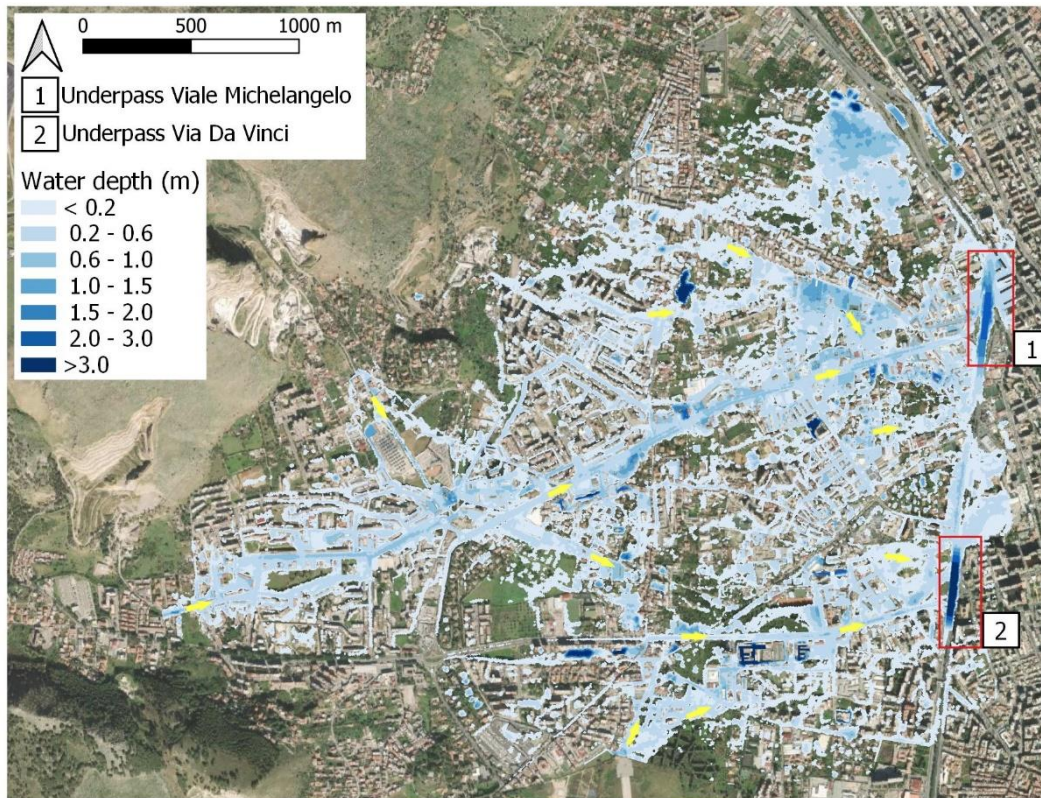 0 500 1000 m
1 Underpass Viale Michelangelo
2 Underpass Via Da Vinci
Water depth (m)
< 0.2
0.2 - 0.6
0.6 - 1.0
1.0 - 1.5
1.5 - 2.0
2.0 - 3.0
>3.0
1
2